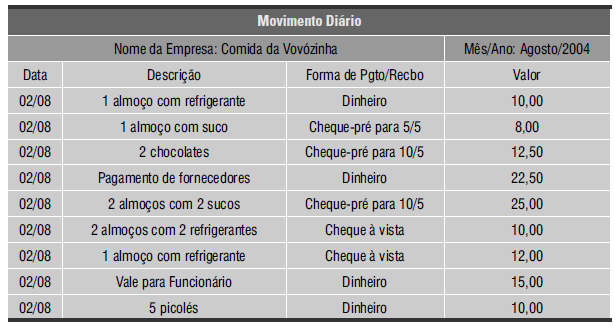 Movimento Diário
Nome da Empresa: Comida da Vovózinha Mês/Ano: Agosto/2004
Data Descrição Forma de Pgto/Recbo Valor
02/08 1 almoço com refrigerante Dinheiro 10,00
02/08 1 almoço com suco Cheque-pré para 5/5 8,00
02/08 2 chocolates Cheque-pré para 10/5 12,50
02/08 Pagamento de fornecedores Dinheiro 22,50
02/08 2 almoços com 2 sucos Cheque-pré para 10/5 25,00
02/08 2 almoços com 2 refrigerantes Cheque à vista 10,00
02/08 1 almoço com refrigerante Cheque à vista 12,00
02/08 Vale para Funcionário Dinheiro 15,00
02/08 5 picolés Dinheiro 10,00